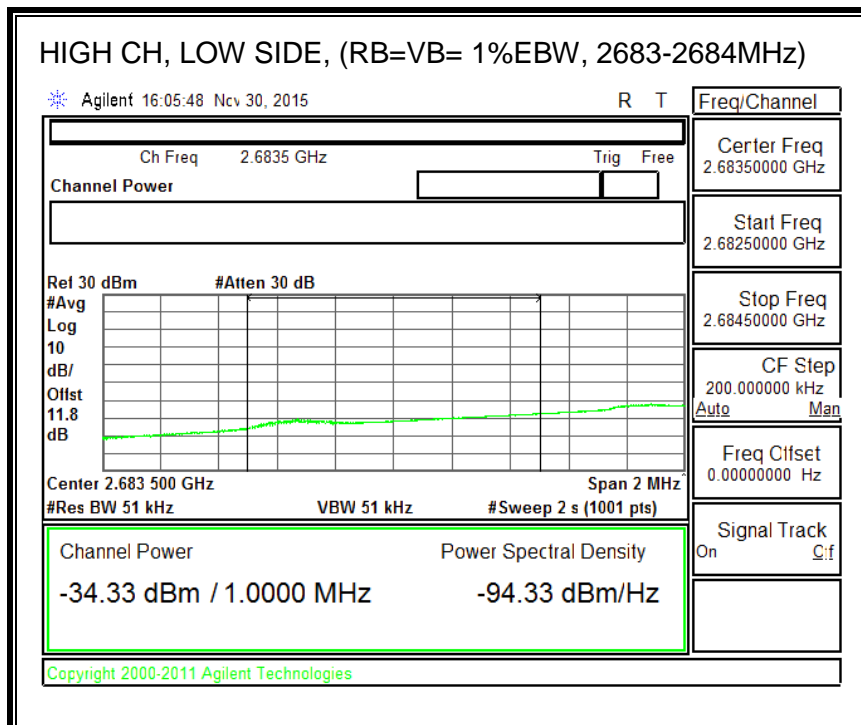 HIGH CH, LOW SIDE, (RB=VB= 1%EBW, 2683-2684MHz)
Agilent 16:05:48 Nov 30, 2015 R T
Ch Freq 2.6835 GHz Trig Free
Channel Power
Ref 30 dBm #Atten 30 dB
#Avg
Log
10
dB/
Offst
11.8
dB
Center 2.683 500 GHz Span 2 MHz
#Res BW 51 kHz VBW 51 kHz #Sweep 2 s (1001 pts)
Channel Power Power Spectral Density
-34.33 dBm / 1.0000 MHz -94.33 dBm/Hz
Copyright 2000-2011 Agilent Technologies
Freq/Channel
Center Freq
2.68350000 GHz
Start Freq
2.68250000 GHz
Stop Freq
2.68450000 GHz
CF Step
200.000000 kHz
Auto Man
Freq Offset
0.00000000 Hz
Signal Track
On Off